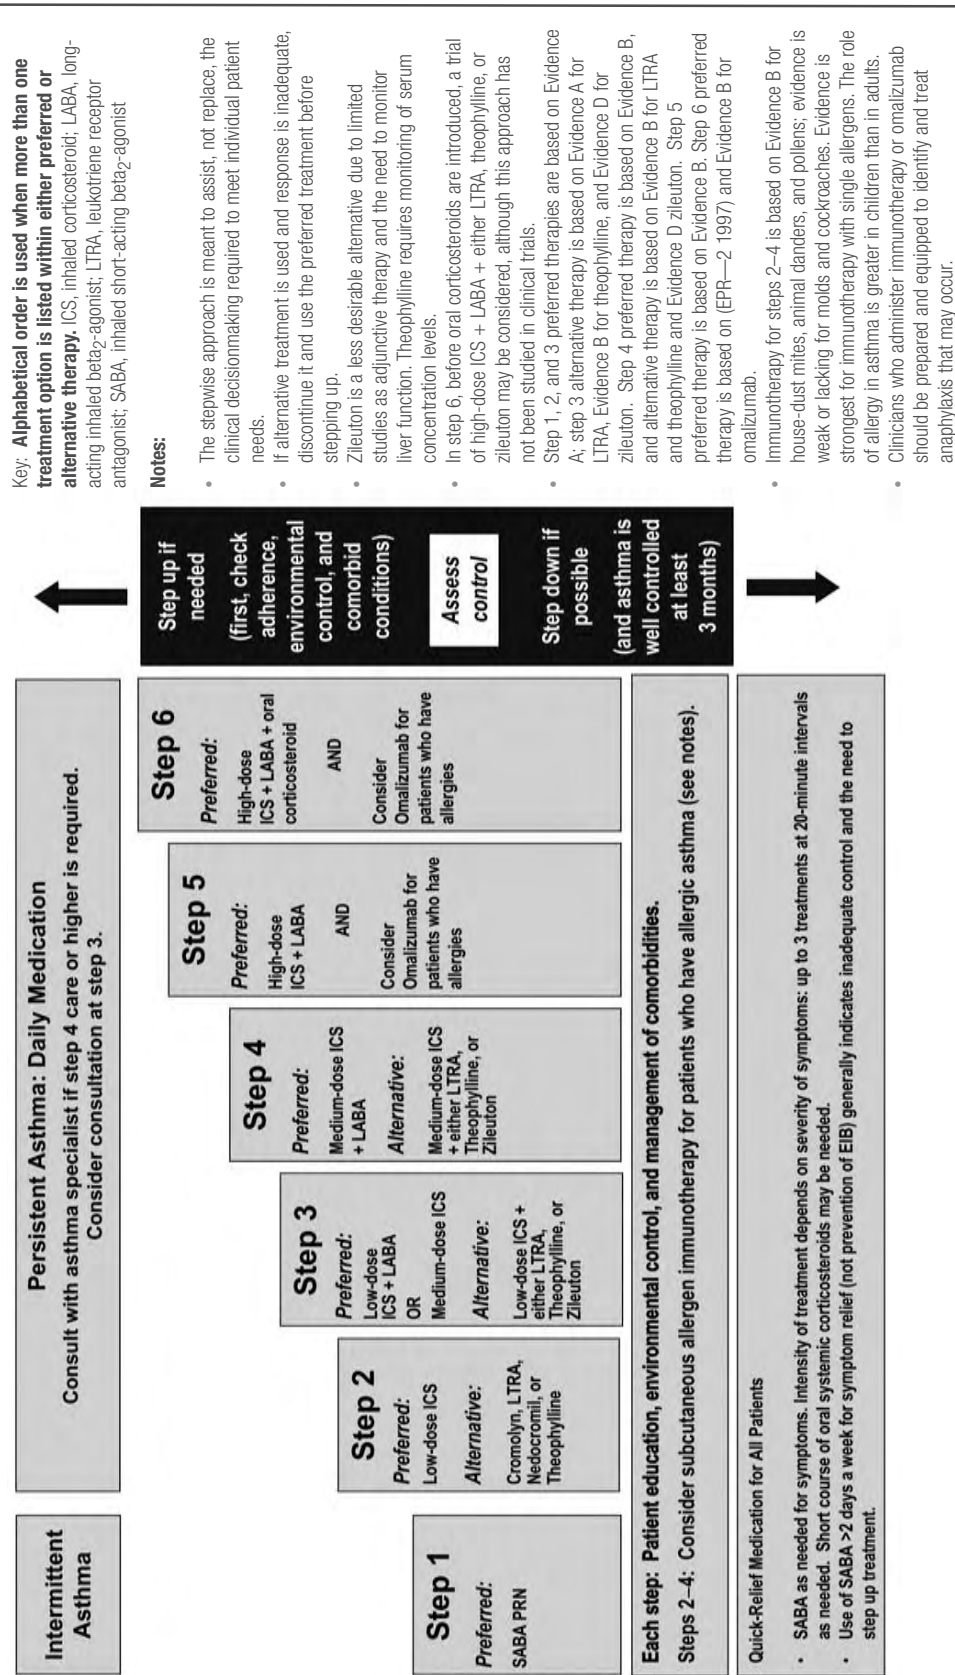 Intermittent
Asthma
Persistent Asthma: Daily Medication
Consult with asthma specialist if step 4 care or higher is required.
Consider consultation at step 3.
Step 1
Preferred:
SABA PRN
Step 2
Preferred:
Low-dose ICS
Alternative:
Cromolyn, LTRA,
Nedocromil, or
Theophylline
Step 3
Preferred:
Low-dose
ICS + LABA
OR
Medium-dose ICS
Alternative:
Low-dose ICS +
either LTRA,
Theophylline, or
Zileuton
Step 4
Preferred:
Medium-dose ICS
+ LABA
Alternative:
Medium-dose ICS
+ either LTRA,
Theophylline, or
Zileuton
Step 5
Preferred:
High-dose
ICS + LABA
AND
Consider
Omalizumab for
patients who have
allergies
Step 6
Preferred:
High-dose
ICS + LABA + oral
corticosteroid
AND
Consider
Omalizumab for
patients who have
allergies
Each step: Patient education, environmental control, and management of comorbidities.
Steps 2–4: Consider subcutaneous allergen immunotherapy for patients who have allergic asthma (see notes).
Quick-Relief Medication for All Patients
• SABA as needed for symptoms. Intensity of treatment depends on severity of symptoms: up to 3 treatments at 20-minute intervals
as needed. Short course of oral systemic corticosteroids may be needed.
• Use of SABA >2 days a week for symptom relief (not prevention of EIB) generally indicates inadequate control and the need to
step up treatment.
Step up if
needed
(first, check
adherence,
environmental
control, and
comorbid
conditions)
Assess
control
Step down if
possible
(and asthma is
well controlled
at least
3 months)
Key: Alphabetical order is used when more than one
treatment option is listed within either preferred or
alternative therapy. ICS, inhaled corticosteroid; LABA, long-
acting inhaled beta2-agonist; LTRA, leukotriene receptor
antagonist; SABA, inhaled short-acting beta2-agonist
Notes:
• The stepwise approach is meant to assist, not replace, the
clinical decisionmaking required to meet individual patient
needs.
• If alternative treatment is used and response is inadequate,
discontinue it and use the preferred treatment before
stepping up.
• Zileuton is a less desirable alternative due to limited
studies as adjunctive therapy and the need to monitor
liver function. Theophylline requires monitoring of serum
concentration levels.
• In step 6, before oral corticosteroids are introduced, a trial
of high-dose ICS + LABA + either LTRA, theophylline, or
zileuton may be considered, although this approach has
not been studied in clinical trials.
• Step 1, 2, and 3 preferred therapies are based on Evidence
A; step 3 alternative therapy is based on Evidence A for
LTRA, Evidence B for theophylline, and Evidence D for
zileuton. Step 4 preferred therapy is based on Evidence B,
and alternative therapy is based on Evidence B for LTRA
and theophylline and Evidence D zileuton. Step 5
preferred therapy is based on Evidence B. Step 6 preferred
therapy is based on (EPR—2 1997) and Evidence B for
omalizumab.
• Immunotherapy for steps 2–4 is based on Evidence B for
house-dust mites, animal danders, and pollens; evidence is
weak or lacking for molds and cockroaches. Evidence is
strongest for immunotherapy with single allergens. The role
of allergy in asthma is greater in children than in adults.
• Clinicians who administer immunotherapy or omalizumab
should be prepared and equipped to identify and treat
anaphylaxis that may occur.